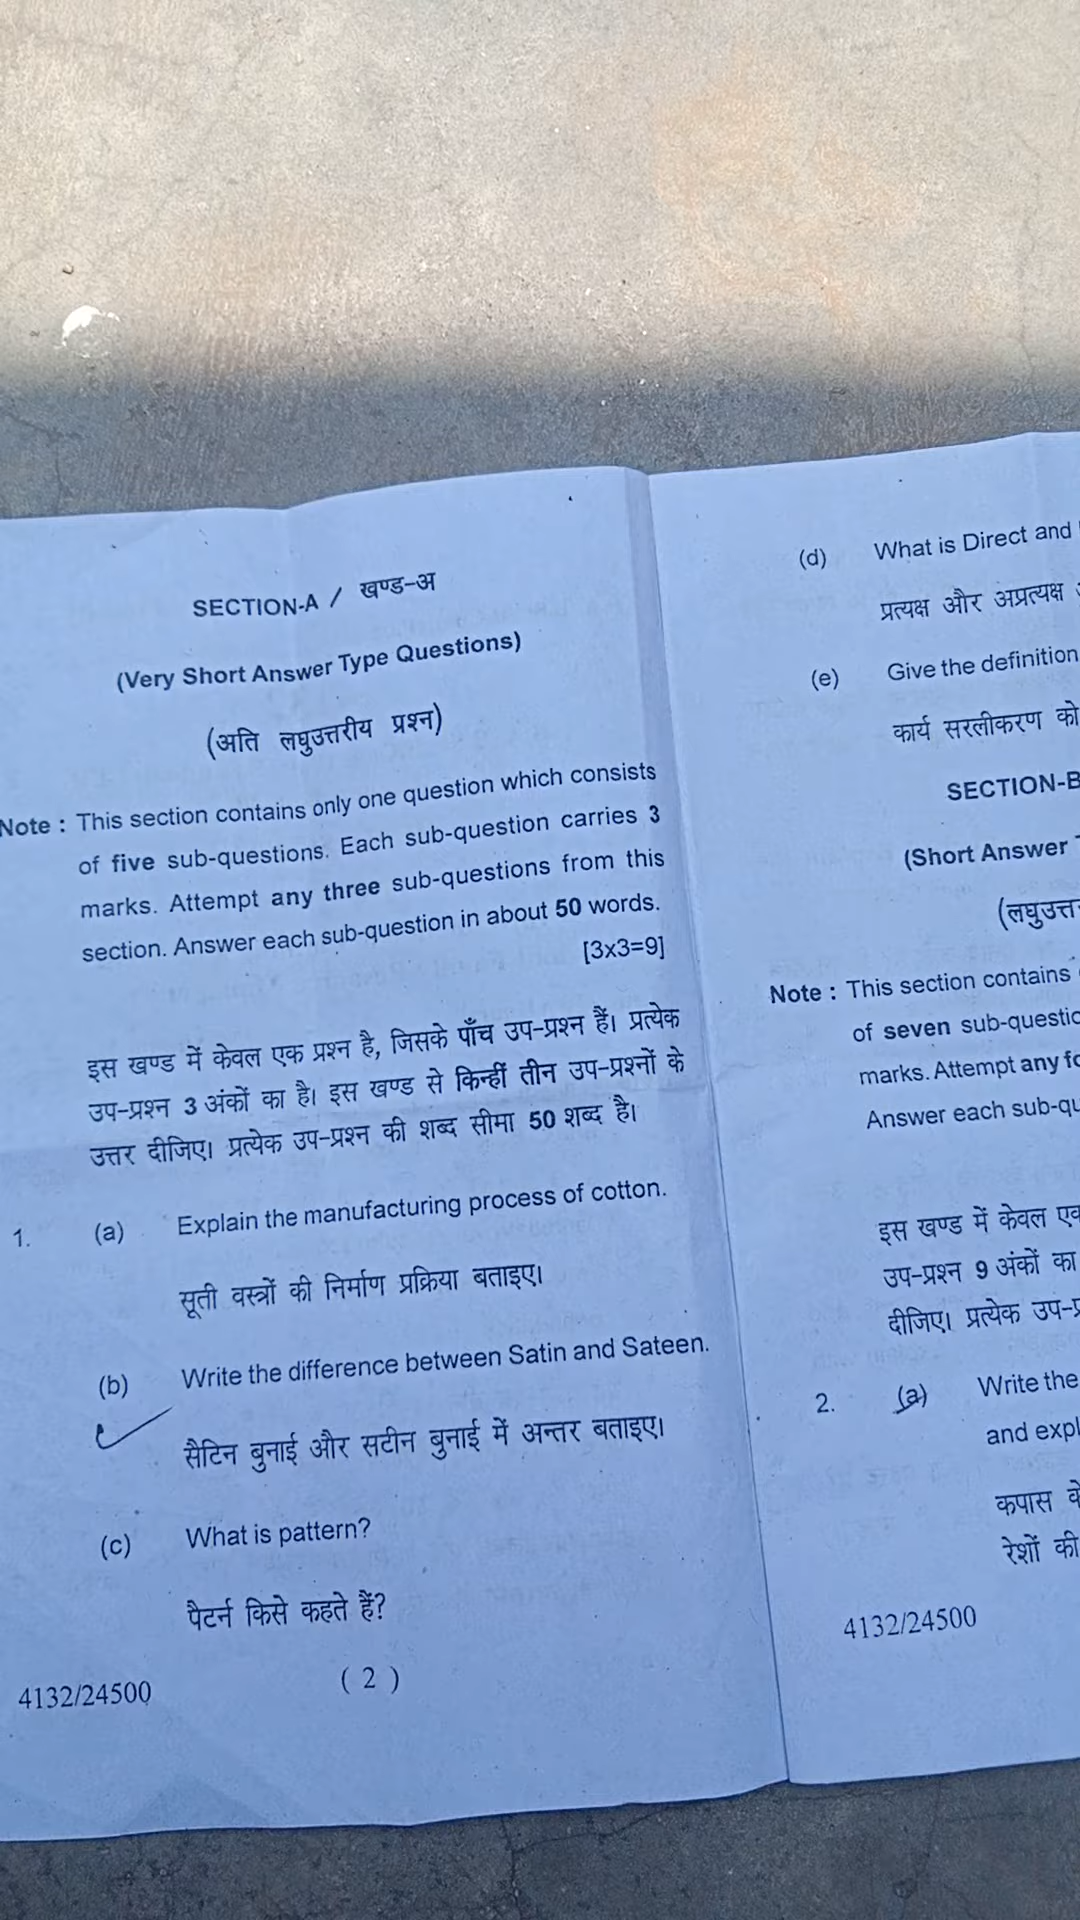 SECTION-A / खण्ड-अ
(Very Short Answer Type Questions)
(अति लघुउत्तरीय प्रश्न)
Note : This section contains only one question which consists
of five sub-questions. Each sub-question carries 3
marks. Attempt any three sub-questions from this
section. Answer each sub-question in about 50 words.
[3x3=9]
इस खण्ड में केवल एक प्रश्न है, जिसके पाँच उप-प्रश्न हैं। प्रत्येक
उप-प्रश्न 3 अंकों का है। इस खण्ड से किन्हीं तीन उप-प्रश्नों के
उत्तर दीजिए। प्रत्येक उप-प्रश्न की शब्द सीमा 50 शब्द है।
1. (a) Explain the manufacturing process of cotton.
सूती वस्त्रों की निर्माण प्रक्रिया बताइए।
(b) Write the difference between Satin and Sateen.
सैटिन बुनाई और सटीन बुनाई में अन्तर बताइए।
(c) What is pattern?
पैटर्न किसे कहते हैं?
4132/24500
( 2 )
(d) What is Direct and
प्रत्यक्ष और अप्रत्यक्ष
(e) Give the definition
कार्य सरलीकरण को
SECTION-B
(Short Answer
Note : This section contains
of seven
marks. Attempt any
Answer each
इस खण्ड में केवल
उप-प्रश्न 9 अंकों का
दीजिए। प्रत्येक
2. (a) Write the
and
कपास
रेशों की
4132/24500